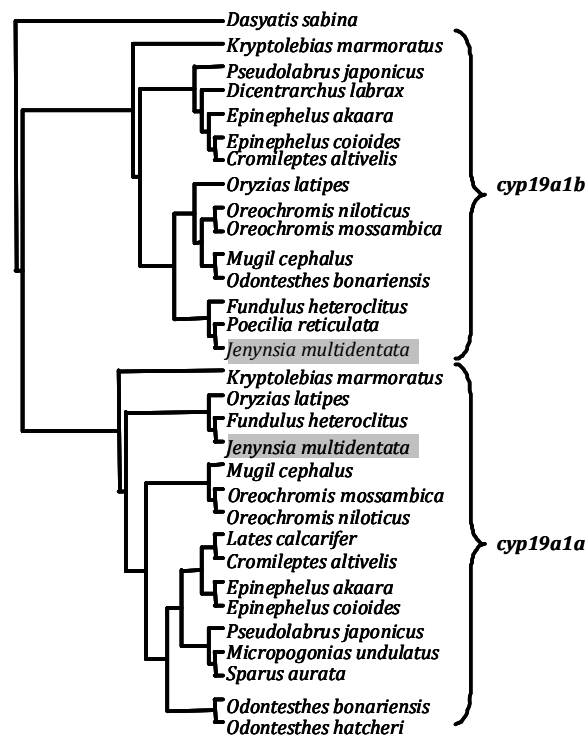 Dasyatis sabina
Kryptolebias marmoratus
Pseudolabrus japonicus
Dicentrarchus labrax
Epinephelus akaara
Epinephelus coioides
Cromileptes altivelis
Oryzias latipes
cyp19a1b
Oreochromis niloticus
Oreochromis mossambica
Mugil cephalus
Odontesthes bonariensis
Fundulus heteroclitus
Poecilia reticulata
Jenynsia multidentata
Kryptolebias marmoratus
Oryzias latipes
Fundulus heteroclitus
Jenynsia multidentata
Mugil cephalus
Oreochromis mossambica
Oreochromis niloticus
Lates calcarifer
cyp19a1a
Cromileptes altivelis
Epinephelus akaara
Epinephelus coioides
Pseudolabrus japonicus
Micropogonias undulatus
Sparus aurata
Odontesthes bonariensis
Odontesthes hatcheri